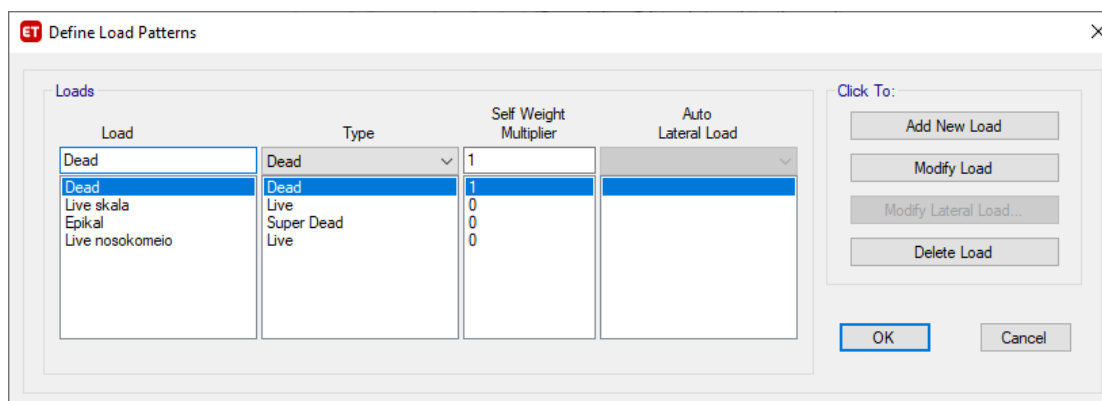 ET Define Load Patterns
Loads
Load Type Self Weight Multiplier Auto Lateral Load
Dead Dead 1
Dead Dead 1
Live skala Live 0
Epikal Super Dead 0
Live nosokomeio Live 0
Click To:
Add New Load
Modify Load
Modify Lateral Load...
Delete Load
OK Cancel